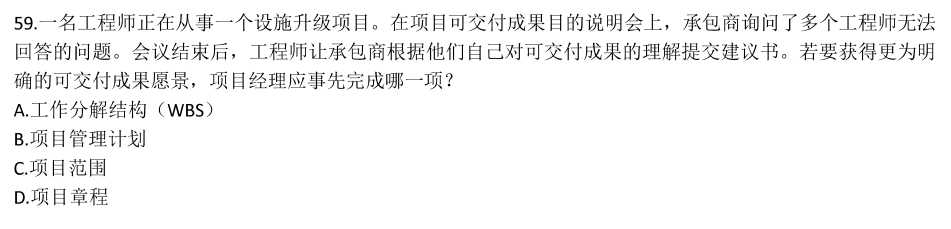 59.一名工程师正在从事一个设施升级项目。在项目可交付成果目的说明会上，承包商询问了多个工程师无法
回答的问题。会议结束后，工程师让承包商根据他们自己对可交付成果的理解提交建议书。若要获得更为明
确的可交付成果愿景，项目经理应事先完成哪一项？
A.工作分解结构（WBS）
B.项目管理计划
C.项目范围
D.项目章程